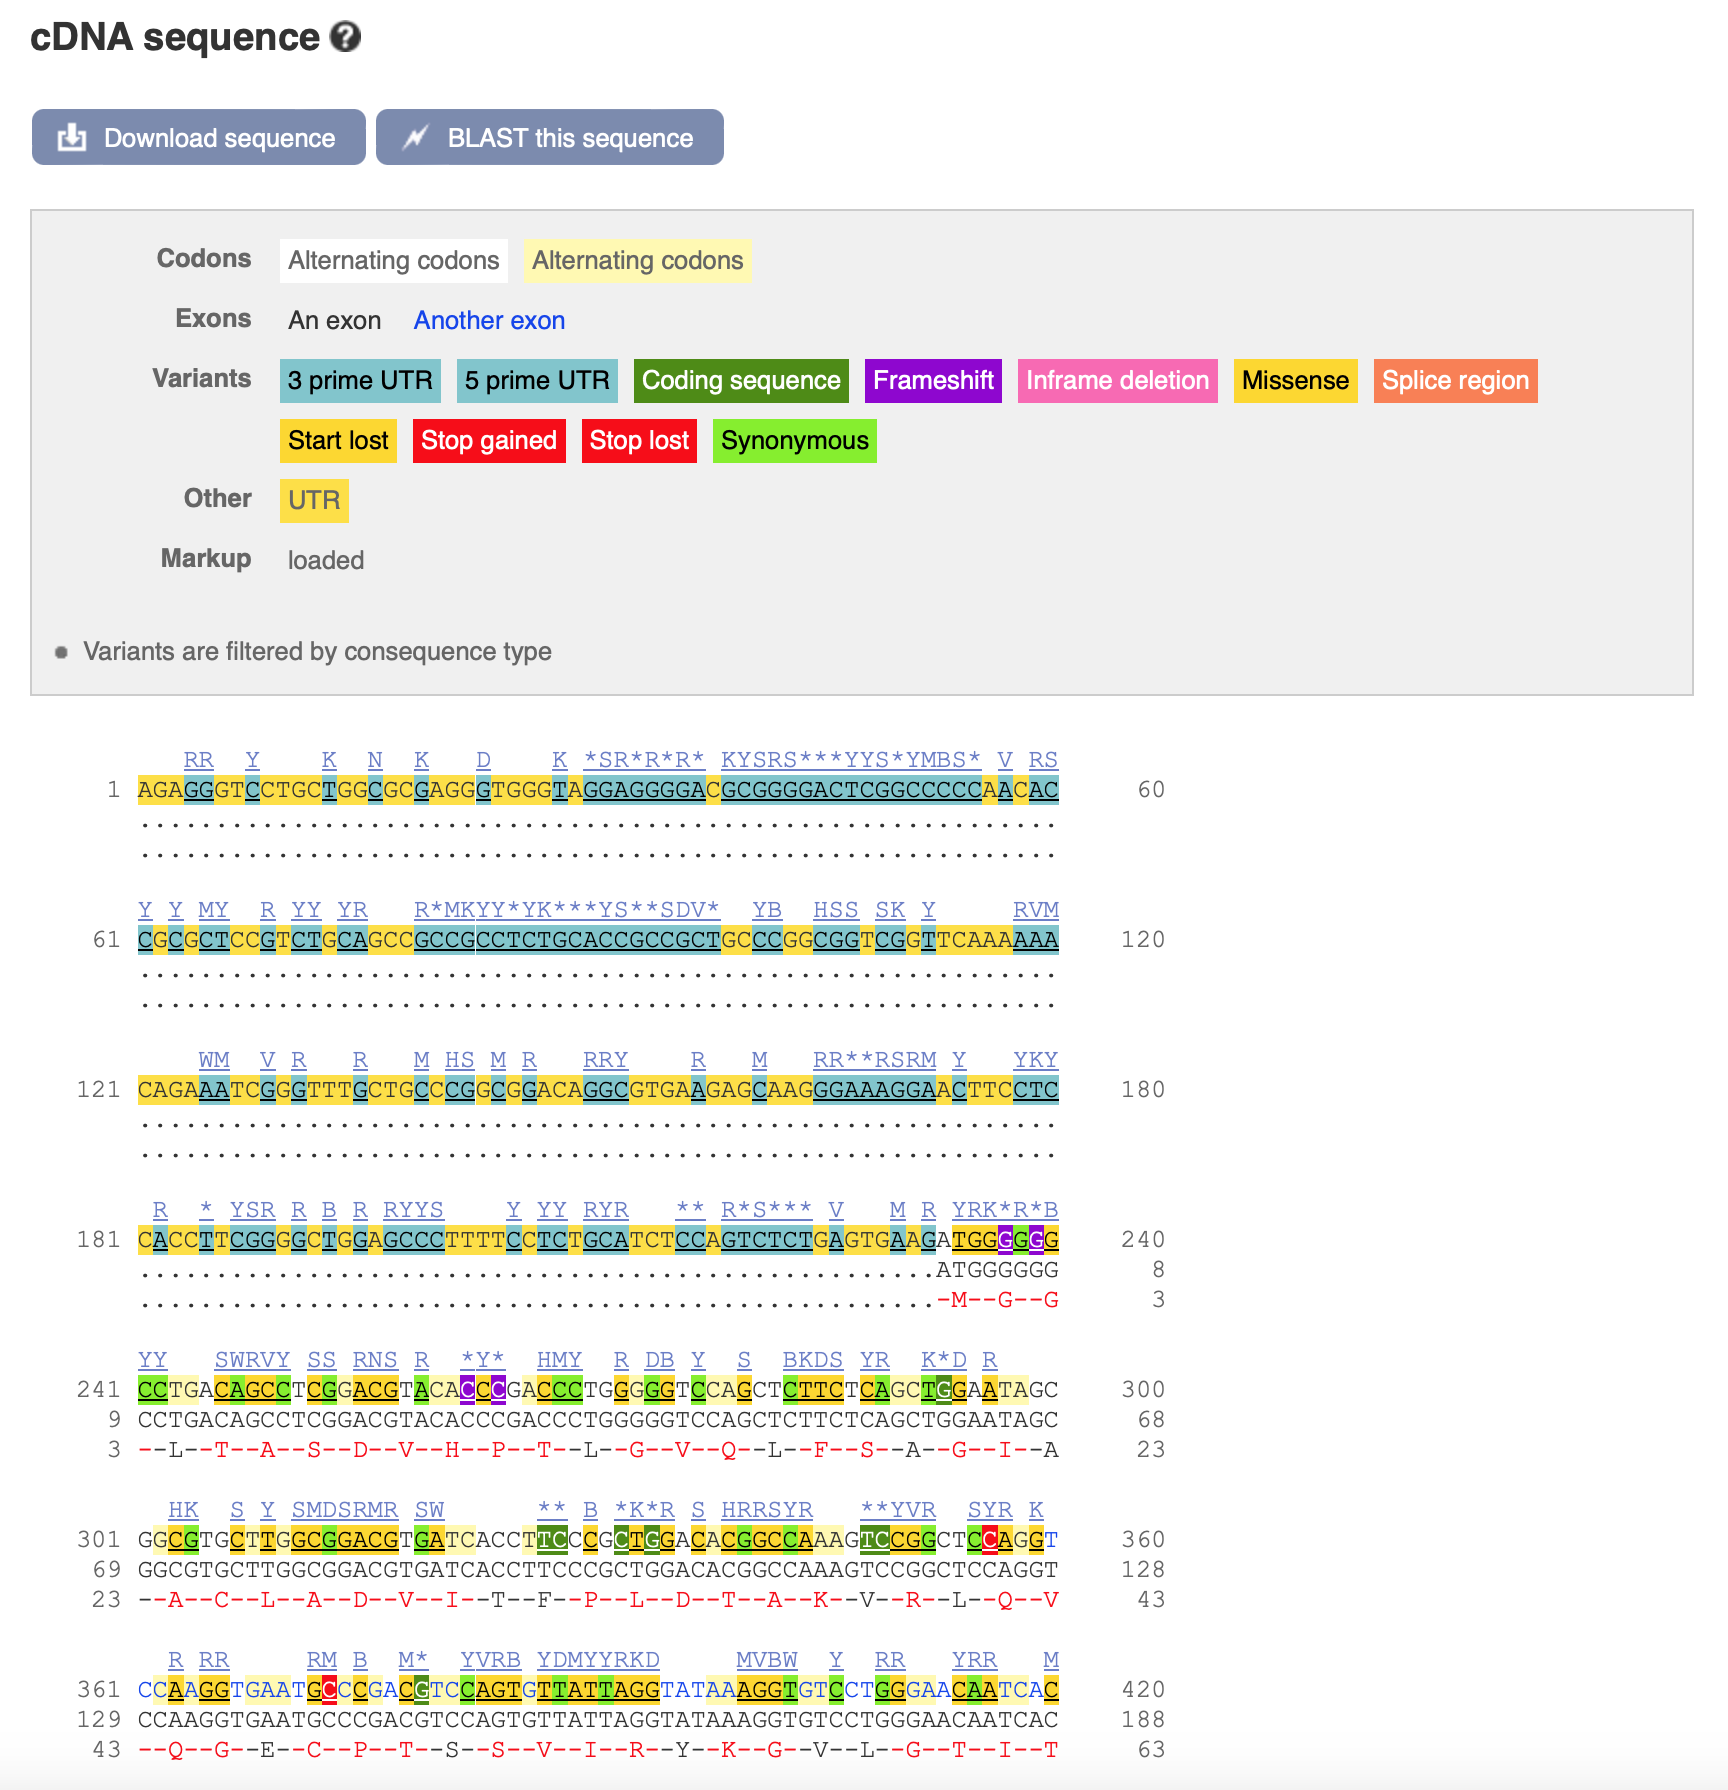 cDNA sequence ?
Download sequence BLAST this sequence
Codons Alternating codons Alternating codons
Exons An exon Another exon
Variants 3 prime UTR 5 prime UTR Coding sequence Frameshift Inframe deletion Missense Splice region
Start lost Stop gained Stop lost Synonymous
Other UTR
Markup loaded
Variants are filtered by consequence type
RR Y K N K D K *SR*R*R* KYSRS***YYS*YMBS* V RS
1 AGAGGGTCCTGCTGGCGCGAGGGTGGGTAGGAGGGGACGCGGGGACTCGGCCCCCAACAC 60
............................................................
............................................................
Y Y MY R YY YR R*MKYY*YK***YS**SDV* YB HSS SK Y RVM
61 CGCGCTCCGTCTGCAGCCGCCGCCTCTGCACCGCCGCTGCCCGGCGGTCGGTTCAAAAAA 120
............................................................
............................................................
WM V R R M HS M R RRY R M RR**RSRM Y YKY
121 CAGAAATCGGGTTTGCTGCCCGGCGGACAGGCGTGAAGAGCAAGGGAAAGGAACTTCCTC 180
............................................................
............................................................
R * YSR R B R RYYS Y YY RYR ** R*S*** V M R YRK*R*B
181 CACCTTCGGGGCTGGAGCCCTTTTCCTCTGCATCTCCAGTCTCTGAGTGAAGATGGGGGG 240
....................................................ATGGGGGG 8
....................................................-M--G--G 3
YY SWRVY SS RNS R *Y* HMY R DB Y S BKDS YR K*D R
241 CCTGACAGCCTCGGACGTACACCCGACCCTGGGGGTCCAGCTCTTCTCAGCTGGAATAGC 300
9 CCTGACAGCCTCGGACGTACACCCGACCCTGGGGGTCCAGCTCTTCTCAGCTGGAATAGC 68
3 --L--T--A--S--D--V--H--P--T--L--G--V--Q--L--F--S--A--G--I--A 23
HK S Y SMDSRMR SW ** B *K*R S HRRSYR **YVR SYR K
301 GGCGTGCTTGGCGGACGTGATCACCTTCCCGCTGGACACGGCCAAAGTCCGGCTCCAGGT 360
69 GGCGTGCTTGGCGGACGTGATCACCTTCCCGCTGGACACGGCCAAAGTCCGGCTCCAGGT 128
23 --A--C--L--A--D--V--I--T--F--P--L--D--T--A--K--V--R--L--Q--V 43
R RR RM B M* YVRB YDMYYRKD MVBW Y RR YRR M
361 CCAAGGTGAATGCCCGACGTCCAGTGTTATTAGGTATAAAGGTGTCCTGGGAACAATCAC 420
129 CCAAGGTGAATGCCCGACGTCCAGTGTTATTAGGTATAAAGGTGTCCTGGGAACAATCAC 188
43 --Q--G--E--C--P--T--S--S--V--I--R--Y--K--G--V--L--G--T--I--T 63